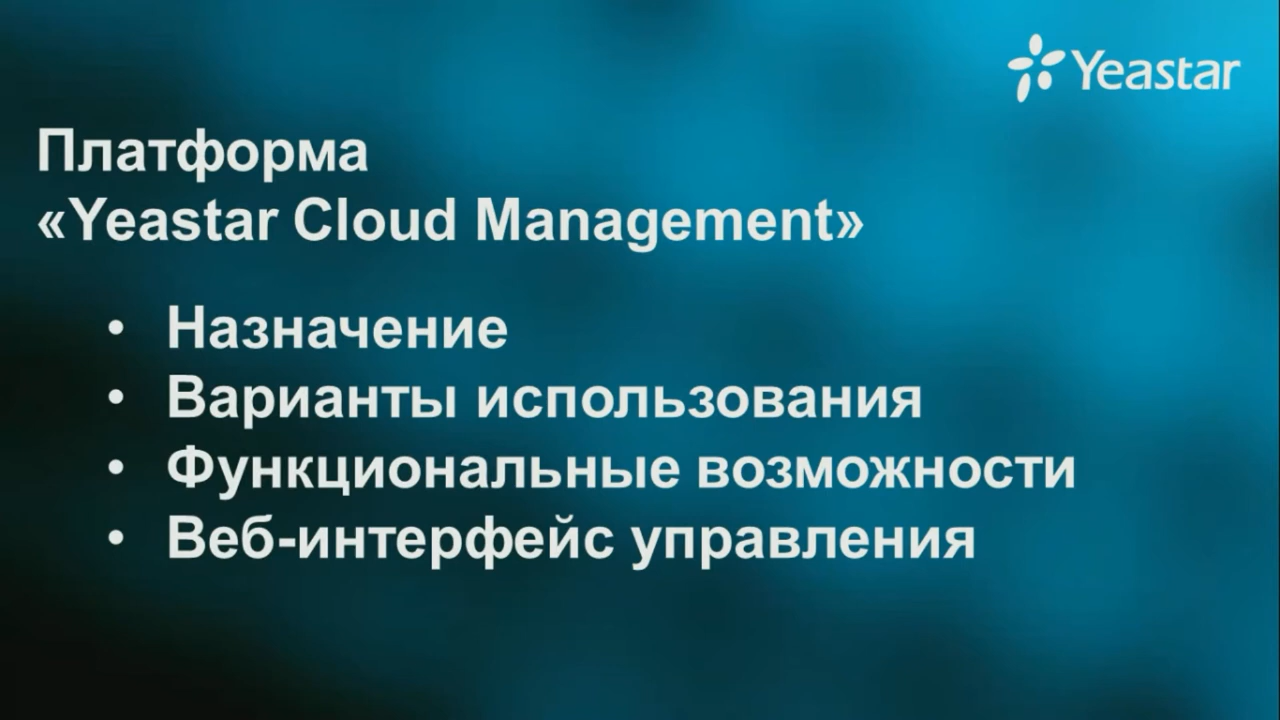 Yeastar
Платформа
«Yeastar Cloud Management»
• Назначение
• Варианты использования
• Функциональные возможности
• Веб-интерфейс управления